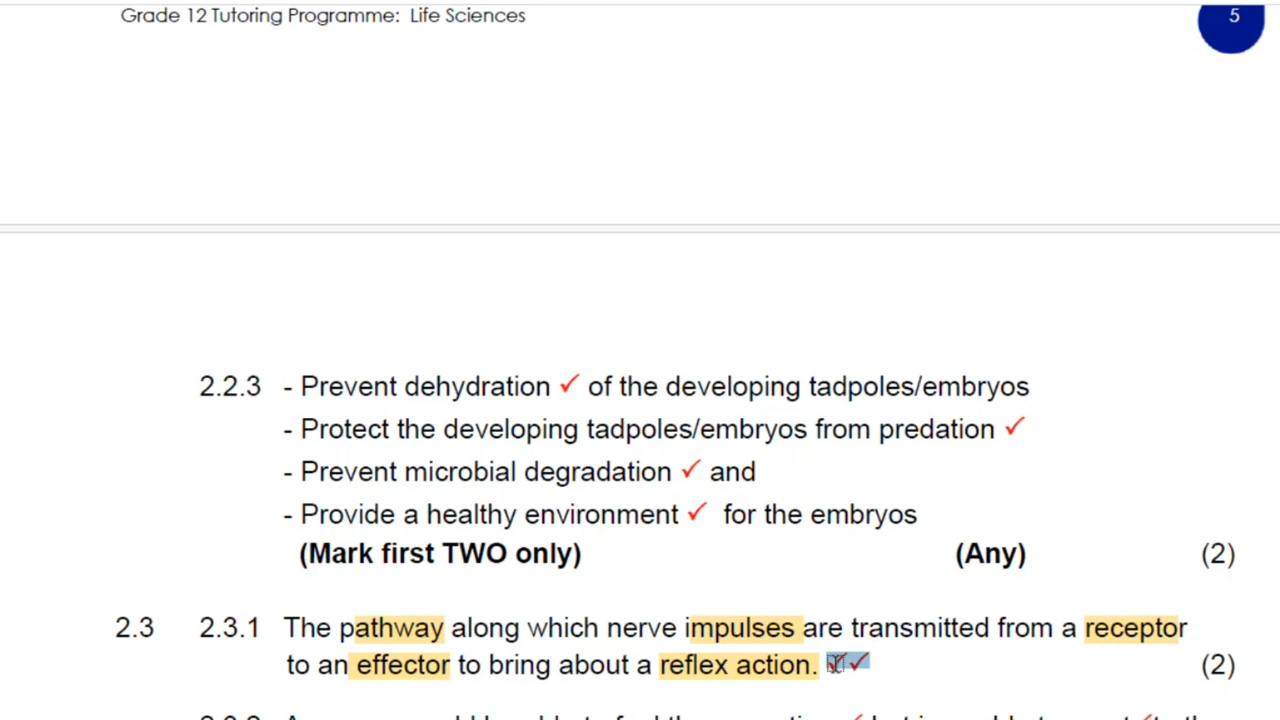 Grade 12 Tutoring Programme: Life Sciences
5
2.2.3 - Prevent dehydration ✓ of the developing tadpoles/embryos
- Protect the developing tadpoles/embryos from predation ✓
- Prevent microbial degradation ✓ and
- Provide a healthy environment ✓ for the embryos
(Mark first TWO only) (Any) (2)
2.3 2.3.1 The pathway along which nerve impulses are transmitted from a receptor
to an effector to bring about a reflex action. ✓✓ (2)